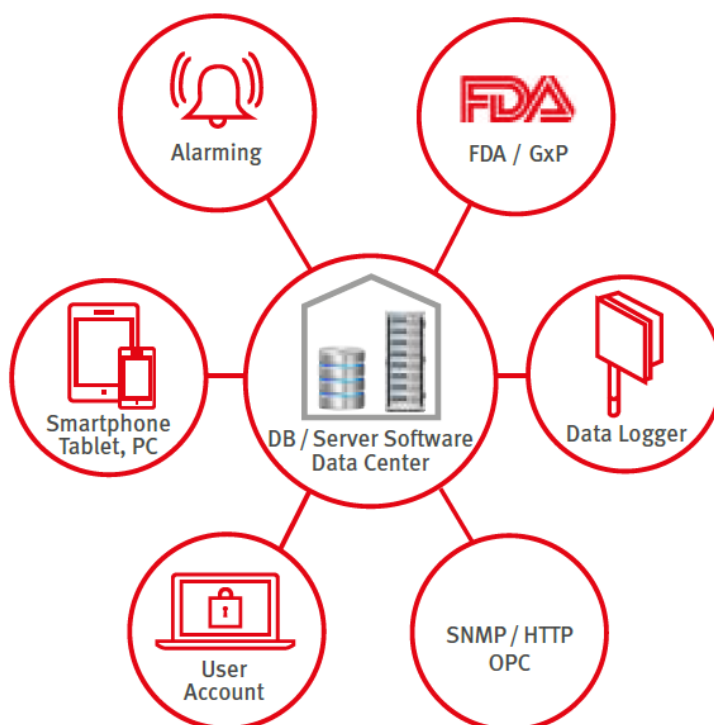 Alarming
FDA
FDA / GxP
Smartphone
Tablet, PC
DB / Server Software
Data Center
Data Logger
User
Account
SNMP / HTTP
OPC